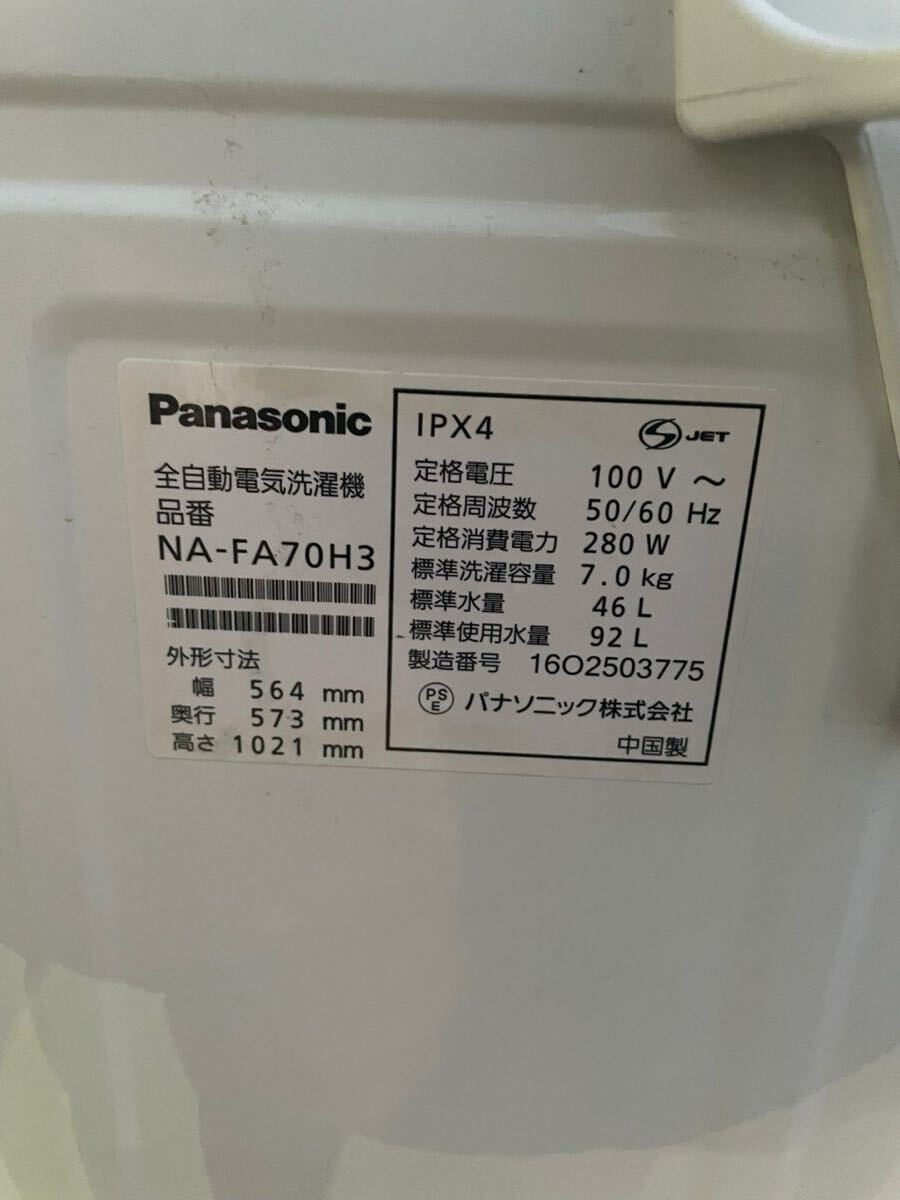 Panasonic
全自動電気洗濯機
品番
NA-FA70H3
外形寸法
幅 564 mm
奥行 573 mm
高さ 1021 mm
IPX4
S JET
定格電圧 100 V ～
定格周波数 50/60 Hz
定格消費電力 280 W
標準洗濯容量 7.0 kg
標準水量 46 L
標準使用水量 92 L
製造番号 16O2503775
PS E パナソニック株式会社
中国製